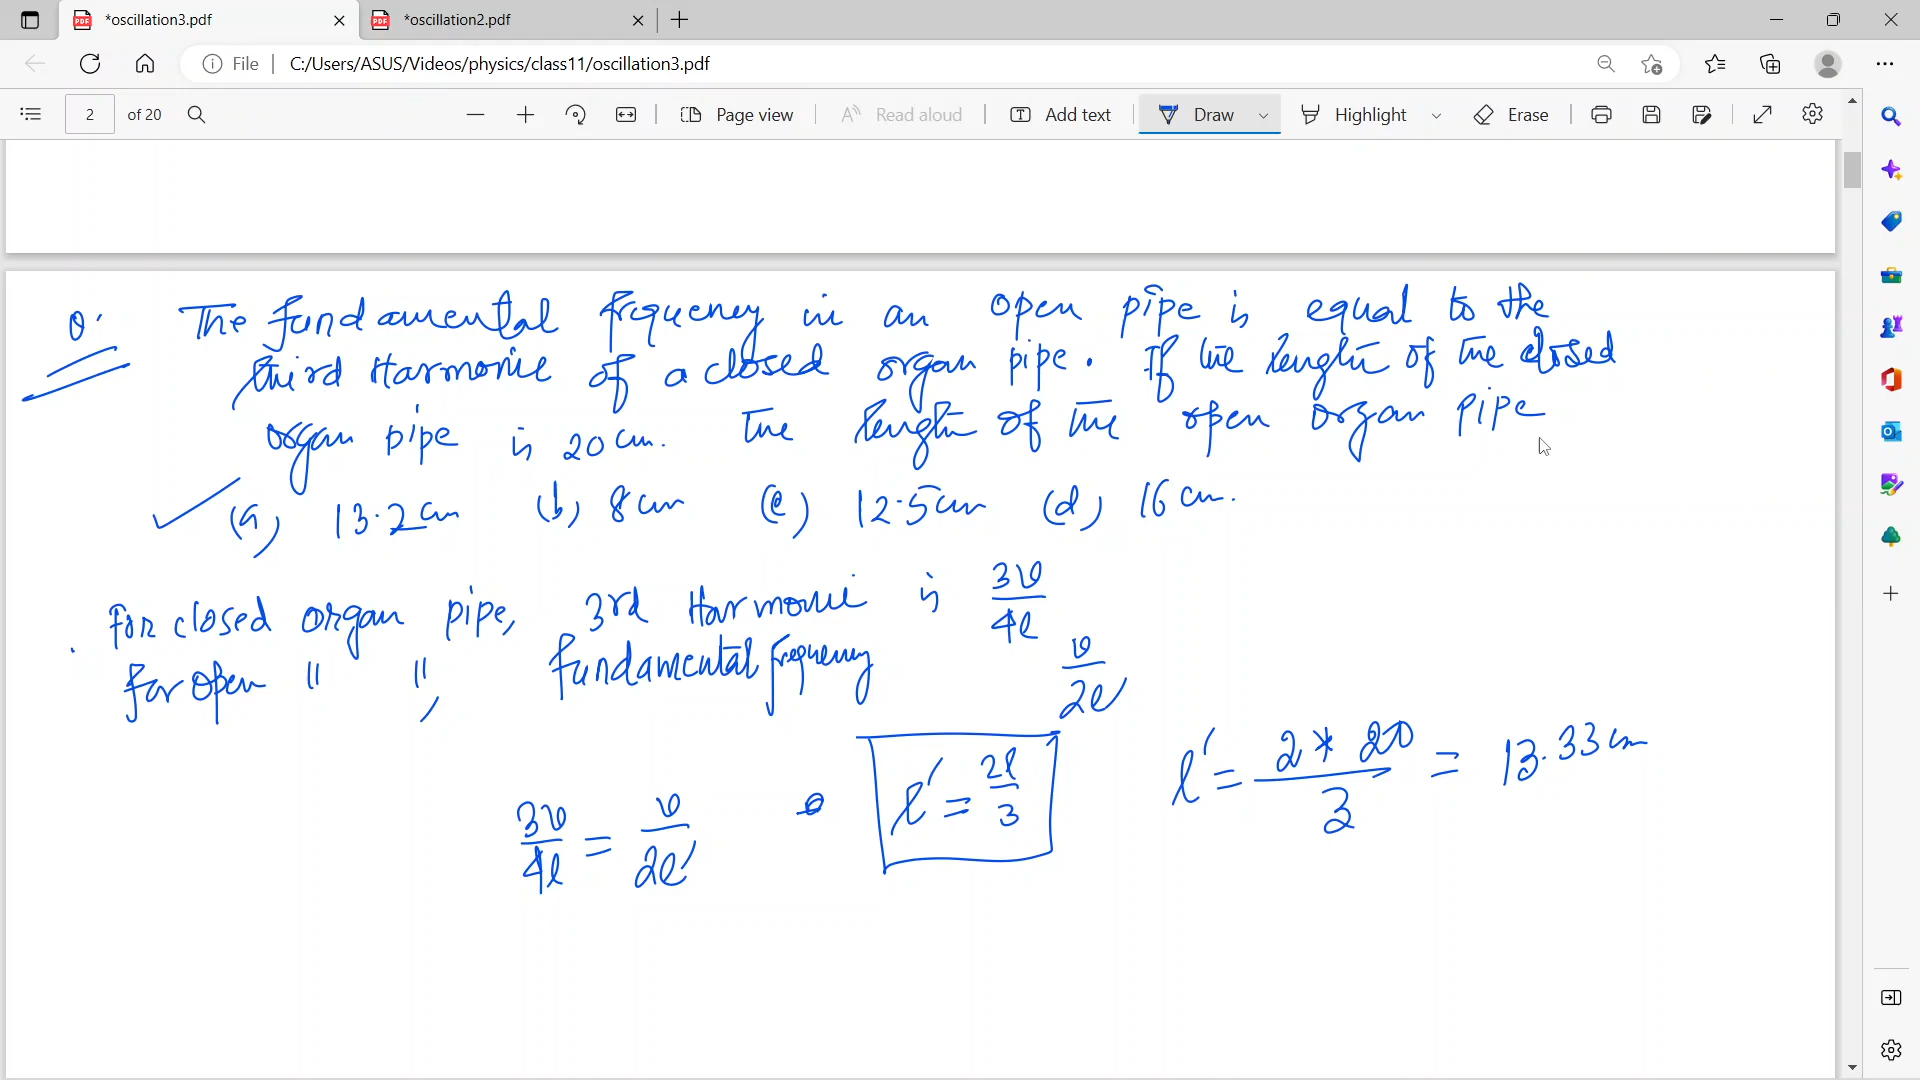 *oscillation3.pdf
*oscillation2.pdf
File
C:/Users/ASUS/Videos/physics/class11/oscillation3.pdf
2 of 20
Page view
Read aloud
Add text
Draw
Highlight
Erase
Q. The fundamental frequency in an open pipe is equal to the
third Harmonic of a closed organ pipe. If the length of the closed
organ pipe is 20 cm. The length of the open organ pipe
(a) 13.2 cm (b) 8 cm (c) 12.5 cm (d) 16 cm.
For closed organ pipe, 3rd Harmonic is 3v/4l
for open " ", fundamental frequency v/2l'
3v/4l = v/2l'
l' = 2l/3
l' = 2 * 20/3 = 13.33 cm